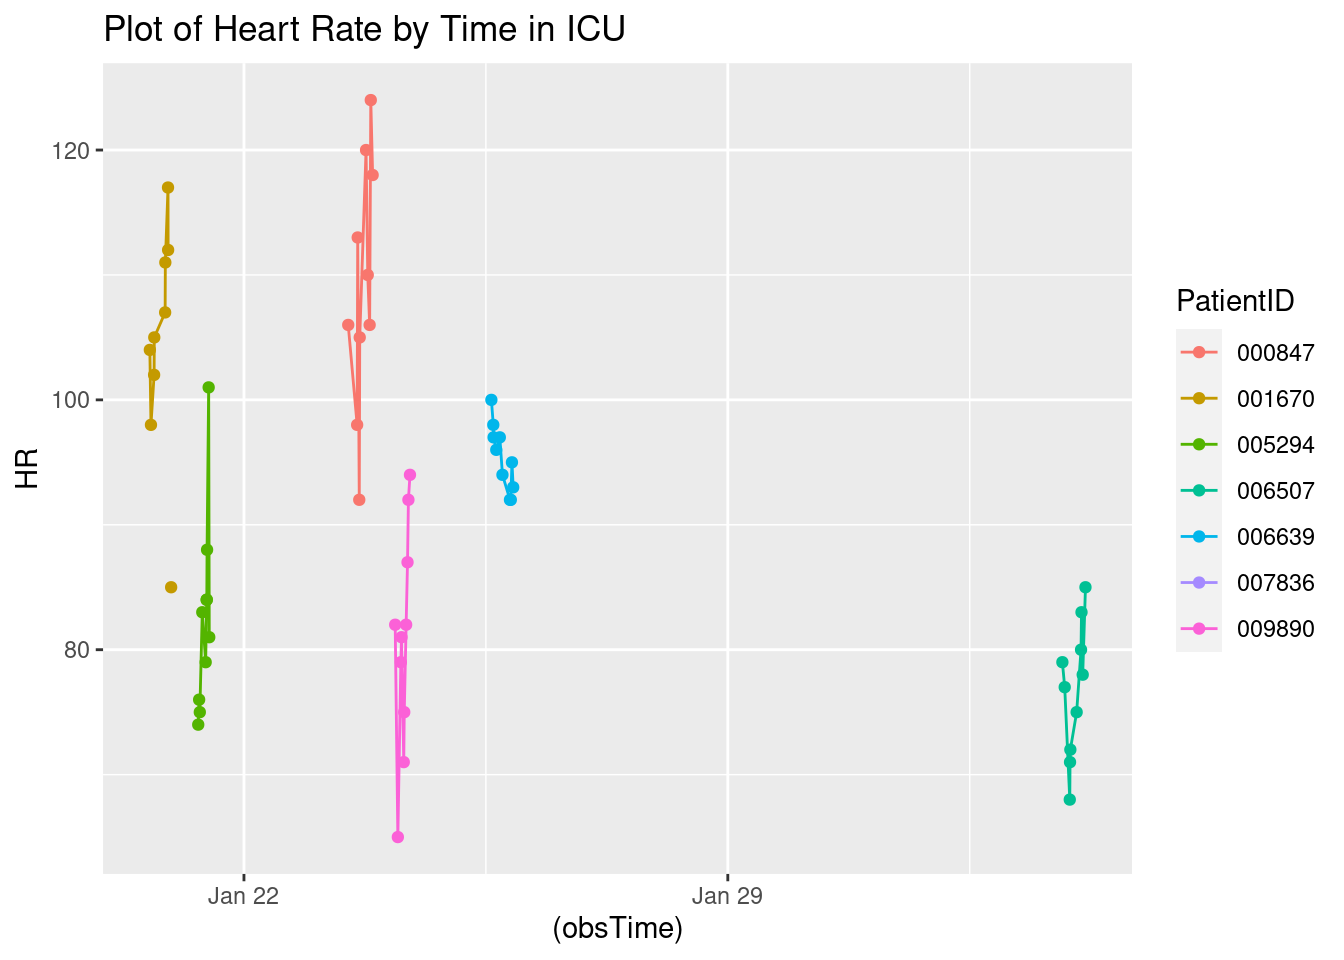 Plot of Heart Rate by Time in ICU
120
100
80
HR
Jan 22
Jan 29
(obsTime)
PatientID
000847
001670
005294
006507
006639
007836
009890